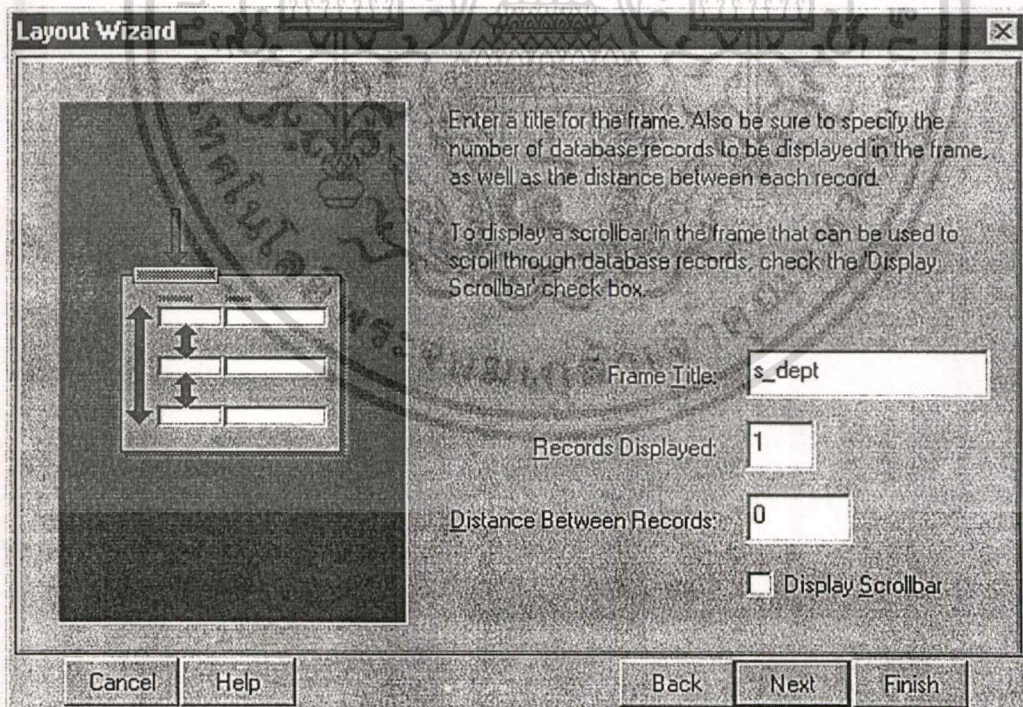 Layout Wizard
Enter a title for the frame. Also be sure to specify the
number of database records to be displayed in the frame,
as well as the distance between each record.
To display a scrollbar in the frame that can be used to
scroll through database records, check the 'Display
Scrollbar' check box.
Frame Title: s_dept
Records Displayed: 1
Distance Between Records: 0
Display Scrollbar
Cancel Help Back Next Finish